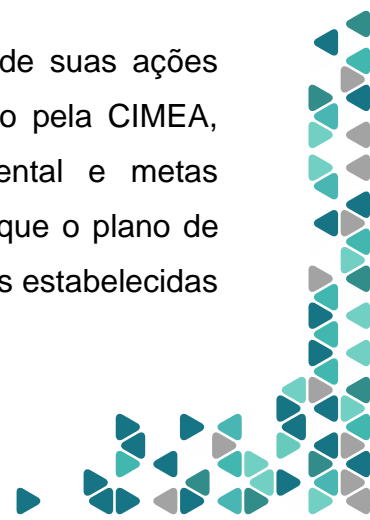 de suas ações
o pela CIMEA,
ental e metas
que o plano de
s estabelecidas